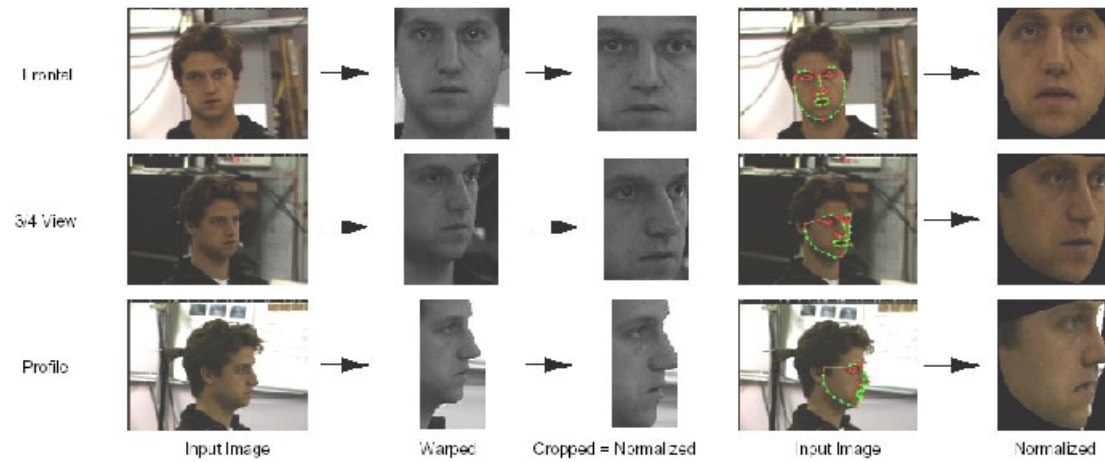 Frontal
3/4 View
Profile
Input Image
Warped
Cropped = Normalized
Input Image
Normalized